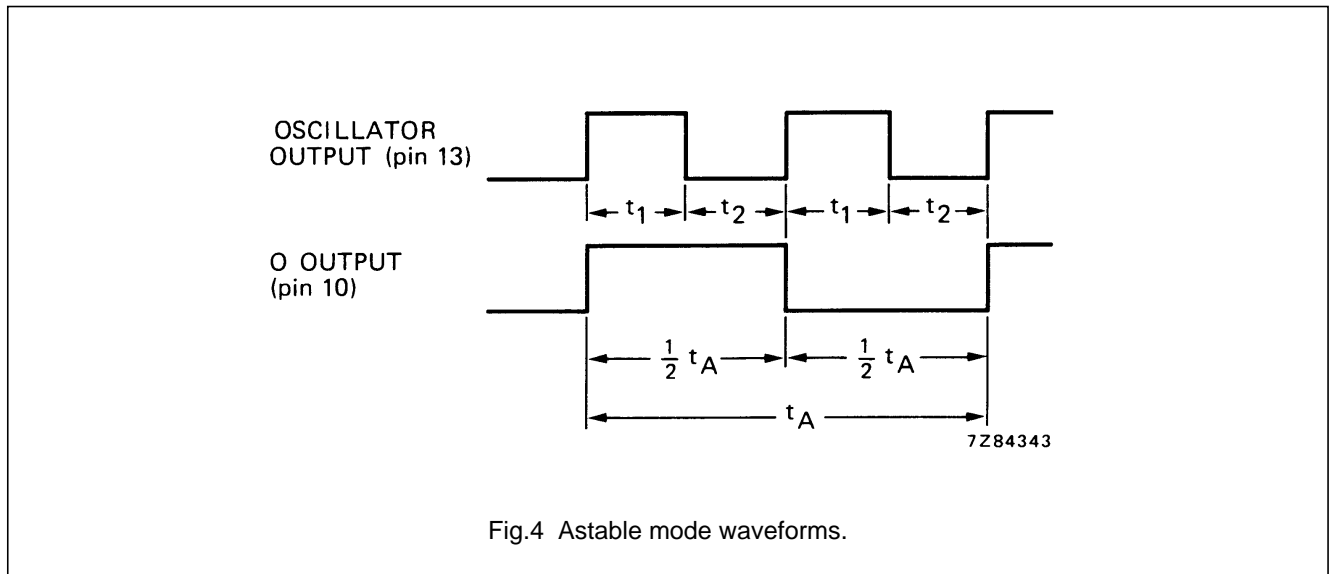 OSCILLATOR
OUTPUT (pin 13)
t1 t2 t1 t2
O OUTPUT
(pin 10)
1/2 tA 1/2 tA
tA
7Z84343
Fig.4 Astable mode waveforms.